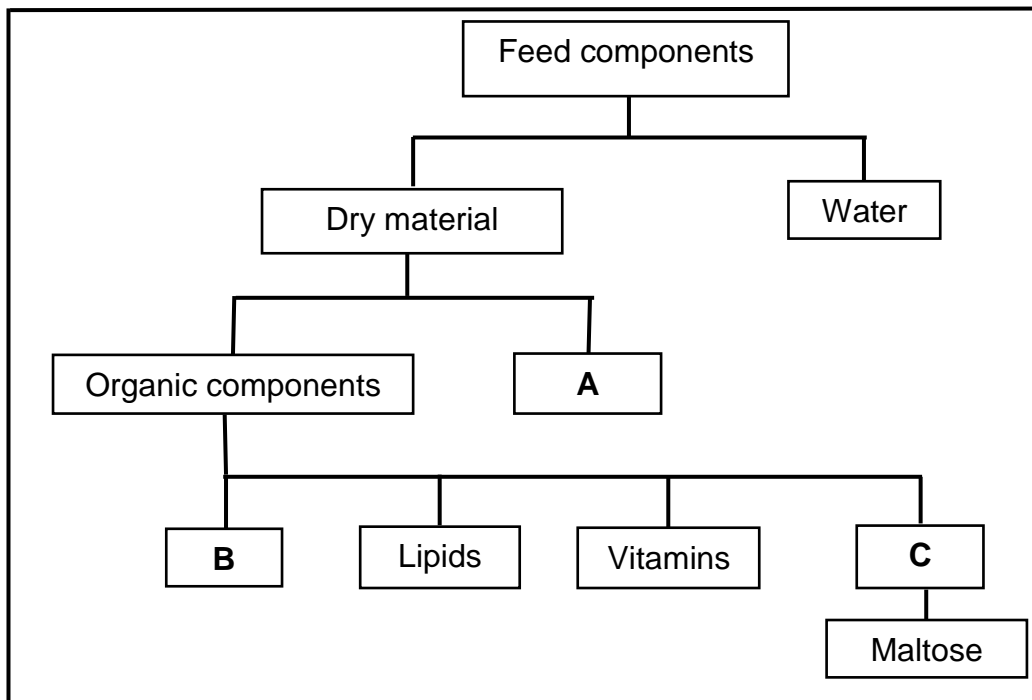 Feed components
Dry material
Water
Organic components
A
B
Lipids
Vitamins
C
Maltose